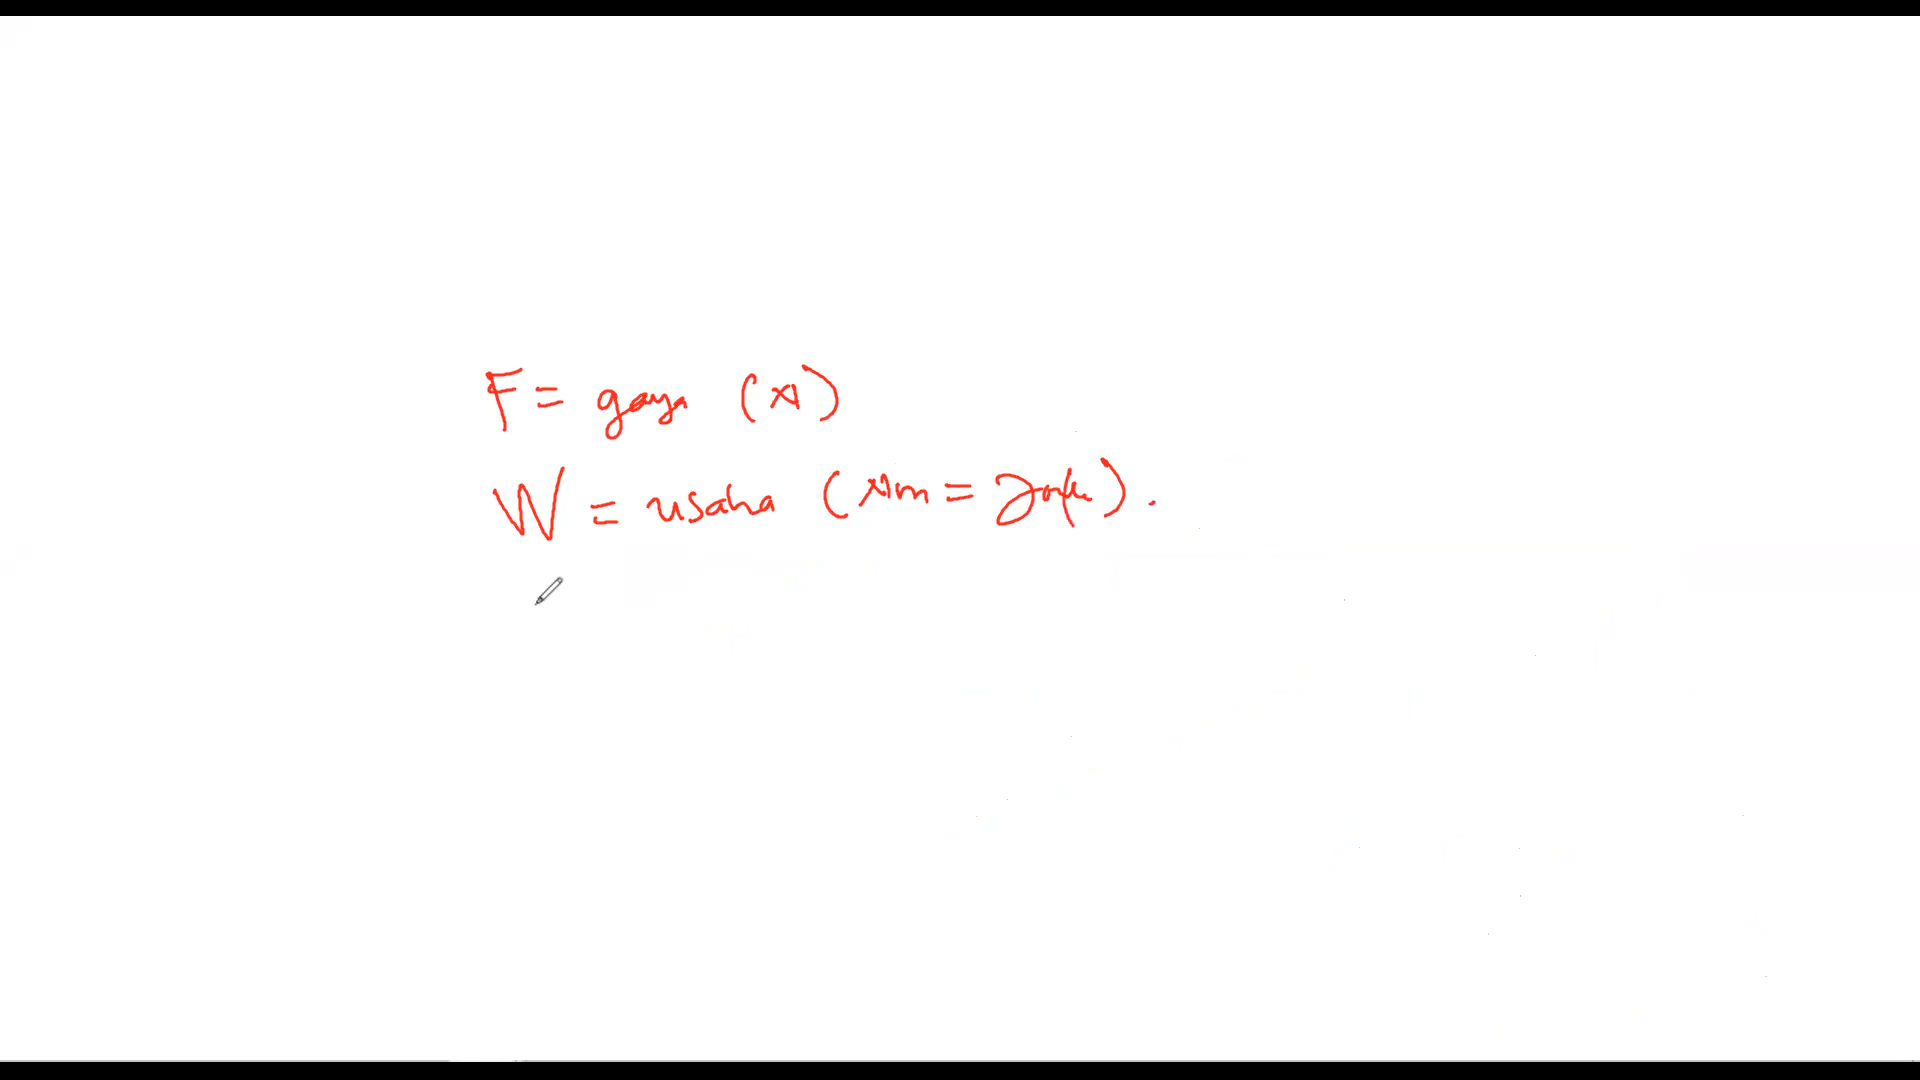 F = gaya (N)
W = usaha (Nm = Joule).